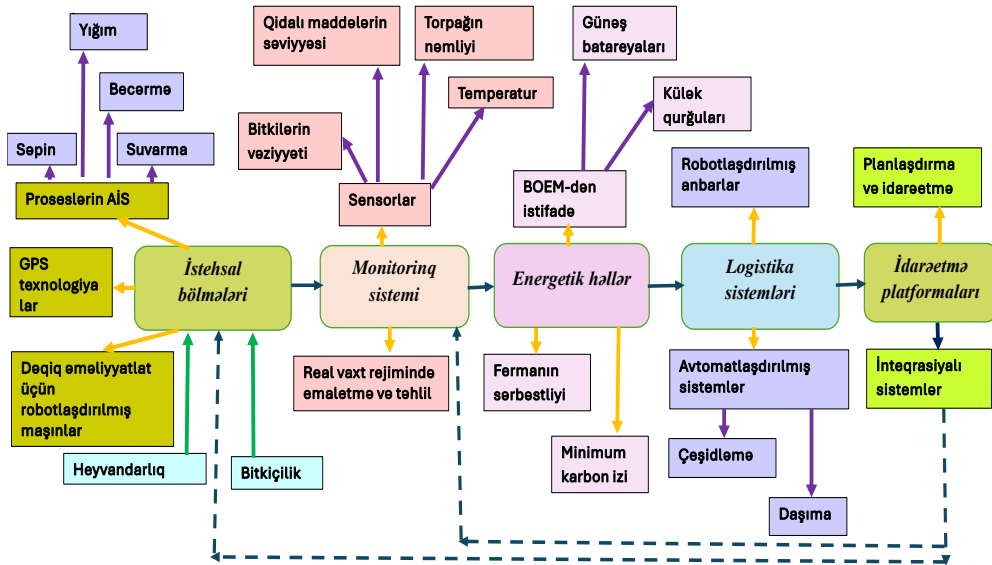 Yığım
Becərmə
Səpin
Suvarma
Proseslərin AİS
GPS
texnologiya
lar
Dəqiq əməliyyatlat
üçün
robotlaşdırılmış
maşınlar
İstehsal
bölmələri
Heyvandarlıq
Bitkiçilik
Qidalı maddələrin
səviyyəsi
Torpağın
nəmliyi
Bitkilərin
vəziyyəti
Temperatur
Sensorlar
Monitorinq
sistemi
Real vaxt rejimində
emaletmə və təhlil
Günəş
batareyaları
Külək
qurğuları
BOEM-dən
istifadə
Energetik həllər
Fermanın
sərbəstliyi
Minimum
karbon izi
Robotlaşdırılmış
anbarlar
Logistika
sistemləri
Avtomatlaşdırılmış
sistemlər
Çeşidləmə
Daşıma
Planlaşdırma
və idarəetmə
İdarəetmə
platformaları
İnteqrasiyalı
sistemlər